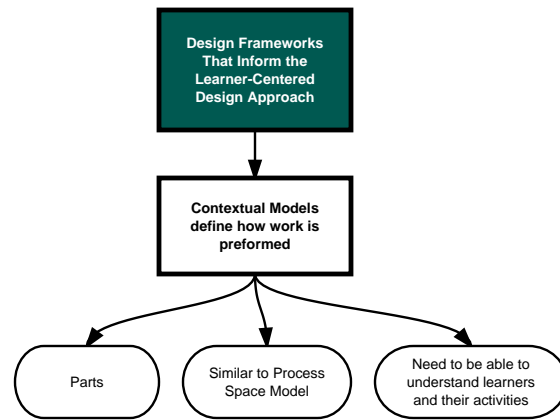 Design Frameworks
That Inform the
Learner-Centered
Design Approach
Contextual Models
define how work is
preformed
Parts
Similar to Process
Space Model
Need to be able to
understand learners
and their activities